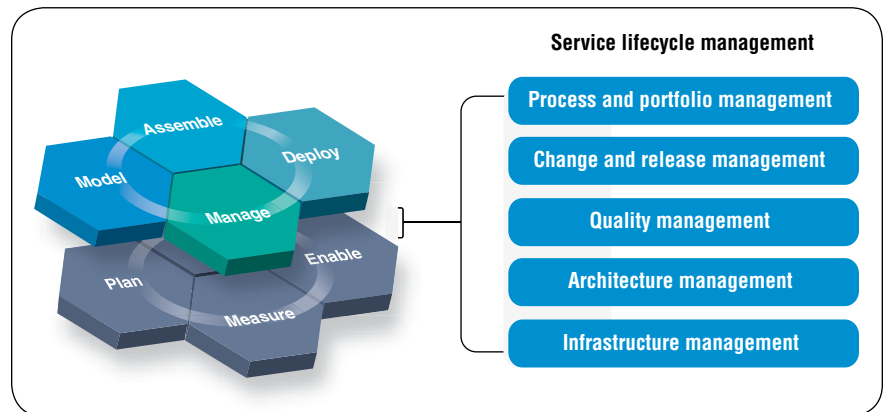 Assemble
Deploy
Model
Manage
Enable
Plan
Measure
Service lifecycle management
Process and portfolio management
Change and release management
Quality management
Architecture management
Infrastructure management